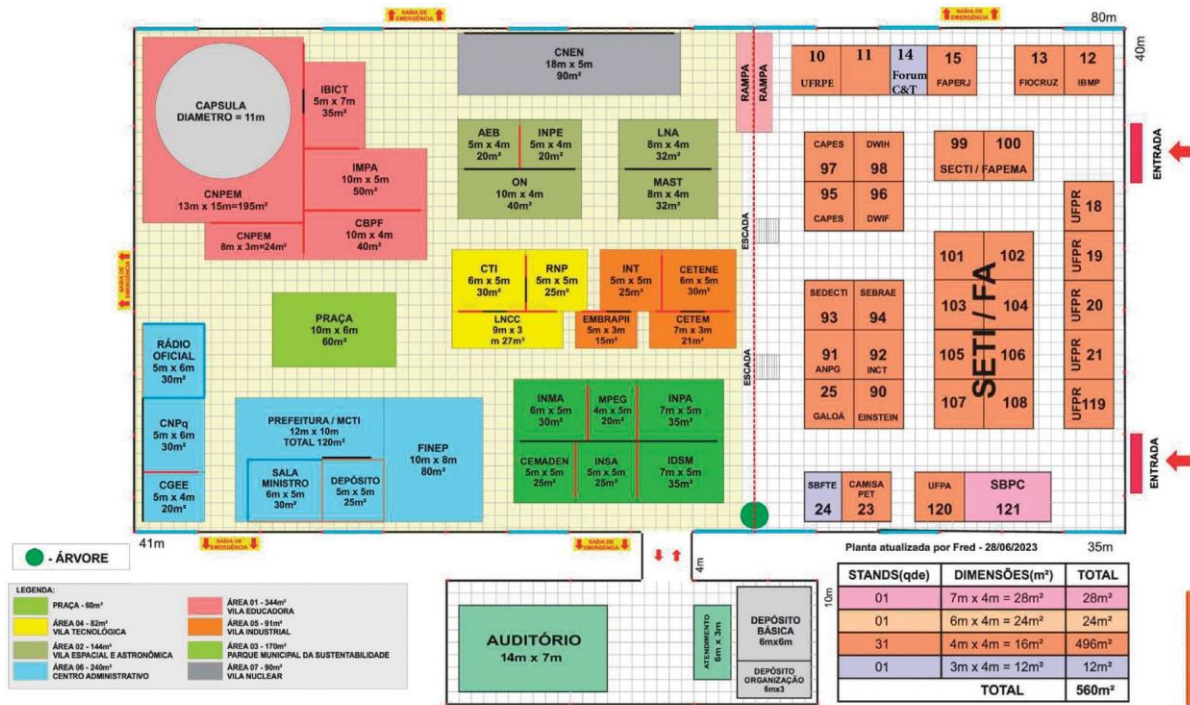 SAÍDA DE
EMERGÊNCIA
SAÍDA DE
EMERGÊNCIA
80m
40m
CAPSULA
DIAMETRO = 11m
CNPEM
13m x 15m=195m²
CNPEM
8m x 3m=24m²
IBICT
5m x 7m
35m²
IMPA
10m x 5m
50m²
CBPF
10m x 4m
40m²
CNEN
18m x 5m
90m²
AEB
5m x 4m
20m²
INPE
5m x 4m
20m²
ON
10m x 4m
40m²
LNA
8m x 4m
32m²
MAST
8m x 4m
32m²
RAMPA
RAMPA
ESCADA
ESCADA
10
UFRPE
11
14
Forum
C&T
15
FAPERJ
13
FIOCRUZ
12
IBMP
ENTRADA
CAPES
97
DWIH
98
95
CAPES
96
DWIF
99
100
SECTI / FAPEMA
UFPR 18
UFPR 19
UFPR 20
UFPR 21
UFPR 119
101
102
103
104
105
106
107
108
SETI / FA
SEDECTI
93
SEBRAE
94
91
ANPG
92
INCT
25
GALOÁ
90
EINSTEIN
ENTRADA
SBFTE
24
CAMISA
PET
23
UFPA
120
SBPC
121
SAÍDA DE
EMERGÊNCIA
CTI
6m x 5m
30m²
RNP
5m x 5m
25m²
LNCC
9m x 3
m 27m²
INT
5m x 5m
25m²
CETENE
6m x 5m
30m²
EMBRAPII
5m x 3m
15m²
CETEM
7m x 3m
21m²
PRAÇA
10m x 6m
60m²
RÁDIO
OFICIAL
5m x 6m
30m²
CNPq
5m x 6m
30m²
CGEE
5m x 4m
20m²
PREFEITURA / MCTI
12m x 10m
TOTAL 120m²
SALA
MINISTRO
6m x 5m
30m²
DEPÓSITO
5m x 5m
25m²
FINEP
10m x 8m
80m²
INMA
6m x 5m
30m²
MPEG
4m x 5m
20m²
INPA
7m x 5m
35m²
CEMADEN
5m x 5m
25m²
INSA
5m x 5m
25m²
IDSM
7m x 5m
35m²
41m
SAÍDA DE
EMERGÊNCIA
SAÍDA DE
EMERGÊNCIA
4m
Planta atualizada por Fred - 28/06/2023
35m
- ÁRVORE
LEGENDA:
PRAÇA - 60m²
ÁREA 04 - 82m²
VILA TECNOLÓGICA
ÁREA 02 - 144m²
VILA ESPACIAL E ASTRONÔMICA
ÁREA 06 - 240m²
CENTRO ADMINISTRATIVO
ÁREA 01 - 344m²
VILA EDUCADORA
ÁREA 05 - 91m²
VILA INDUSTRIAL
ÁREA 03 - 170m²
PARQUE MUNICIPAL DA SUSTENTABILIDADE
ÁREA 07 - 90m²
VILA NUCLEAR
AUDITÓRIO
14m x 7m
ATENDIMENTO
6m x 3m
DEPÓSITO
BÁSICA
6mx6m
DEPÓSITO
ORGANIZAÇÃO
6mx3
10m
STANDS(qde) DIMENSÕES(m²) TOTAL
01 7m x 4m = 28m² 28m²
01 6m x 4m = 24m² 24m²
31 4m x 4m = 16m² 496m²
01 3m x 4m = 12m² 12m²
TOTAL 560m²